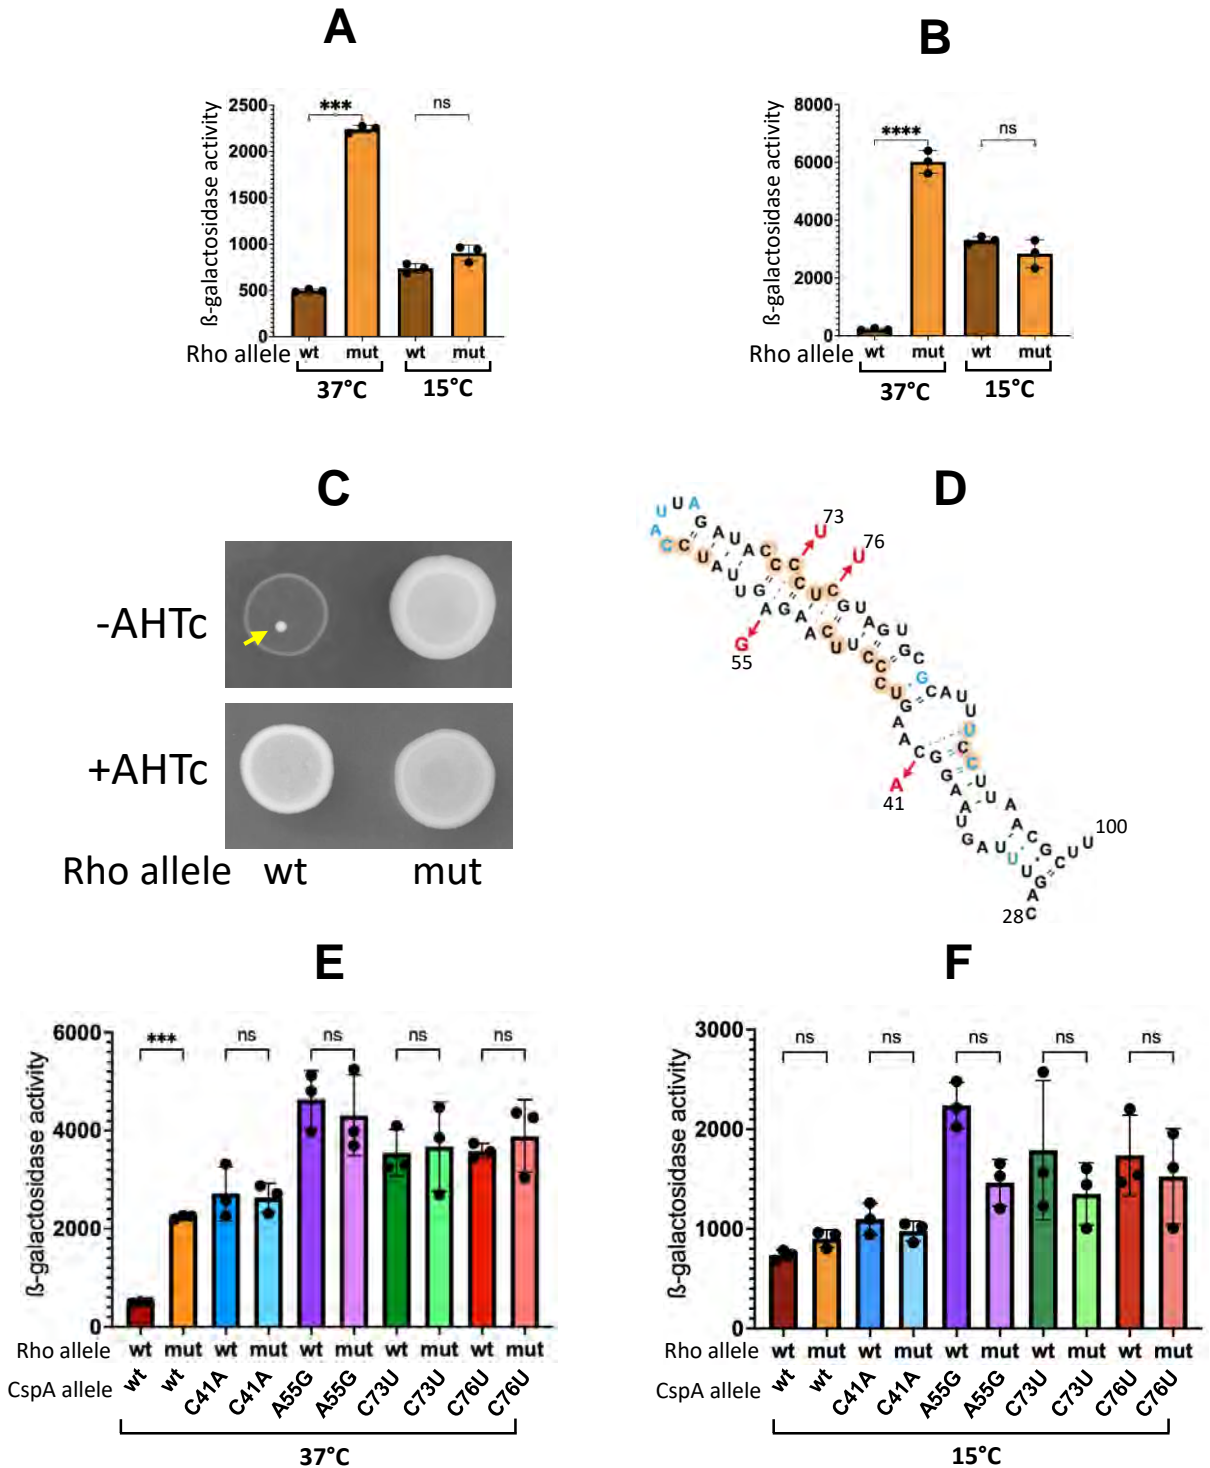 A
B
ß-galactosidase activity
2500
2000
1500
1000
500
0
*** ns
Rho allele wt mut wt mut
37°C 15°C
ß-galactosidase activity
8000
6000
4000
2000
0
**** ns
Rho allele wt mut wt mut
37°C 15°C
C
-AHTc
+AHTc
Rho allele wt mut
D
73
U
76
U
G
55
A
41
100
28
E
ß-galactosidase activity
6000
4000
2000
0
*** ns ns ns ns
Rho allele wt mut wt mut wt mut wt mut wt mut
CspA allele wt wt C41A C41A A55G A55G C73U C73U C76U C76U
37°C
F
ß-galactosidase activity
3000
2000
1000
0
ns ns ns ns ns
Rho allele wt mut wt mut wt mut wt mut wt mut
CspA allele wt wt C41A C41A A55G A55G C73U C73U C76U C76U
15°C